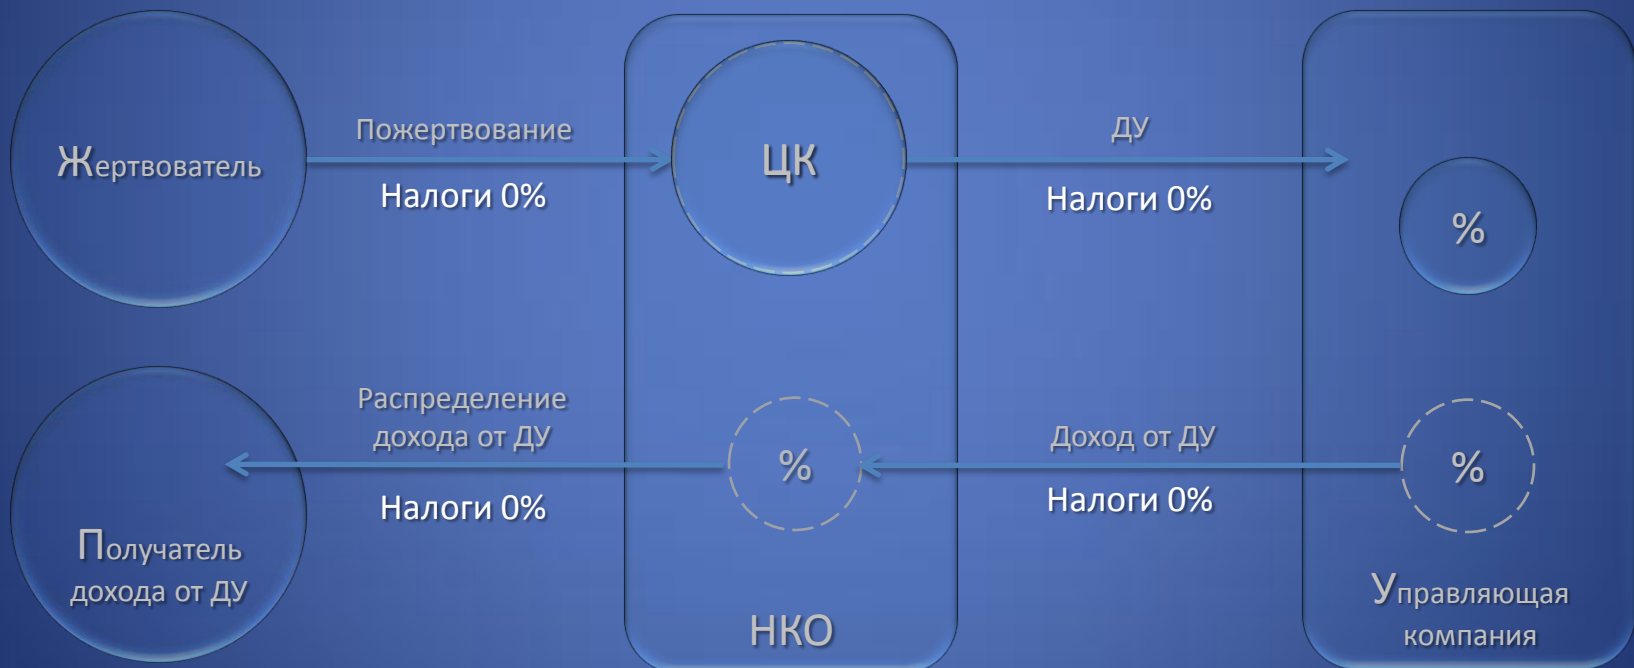 Жертвователь
Пожертвование
Налоги 0%
ЦК
ДУ
Налоги 0%
%
Получатель
дохода от ДУ
Распределение
дохода от ДУ
Налоги 0%
%
НКО
Доход от ДУ
Налоги 0%
%
Управляющая
компания